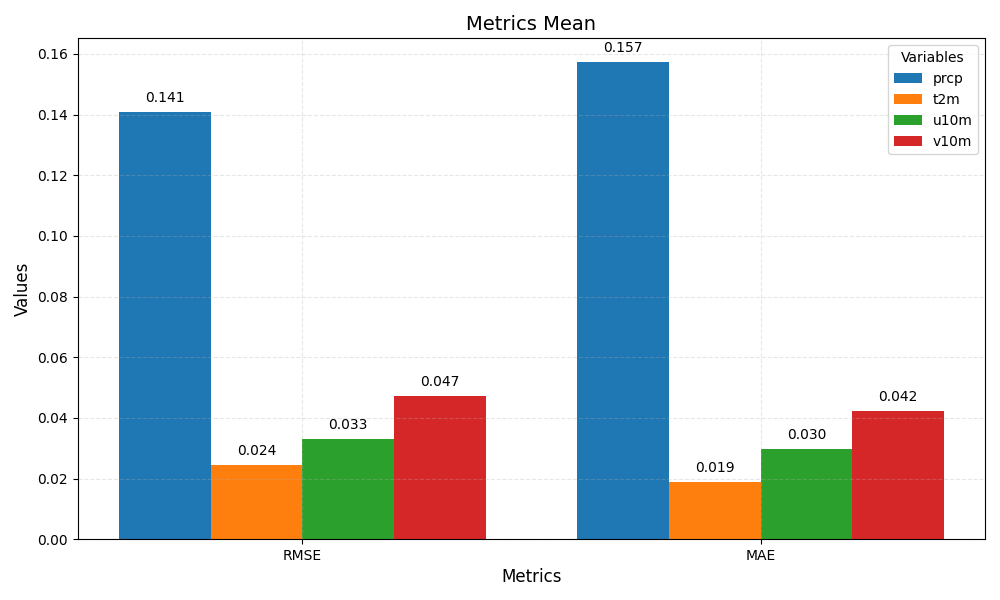 Metrics Mean
Values
0.16
0.14
0.12
0.10
0.08
0.06
0.04
0.02
0.00
0.141
0.024
0.033
0.047
0.157
0.019
0.030
0.042
Variables
prcp
t2m
u10m
v10m
RMSE
MAE
Metrics